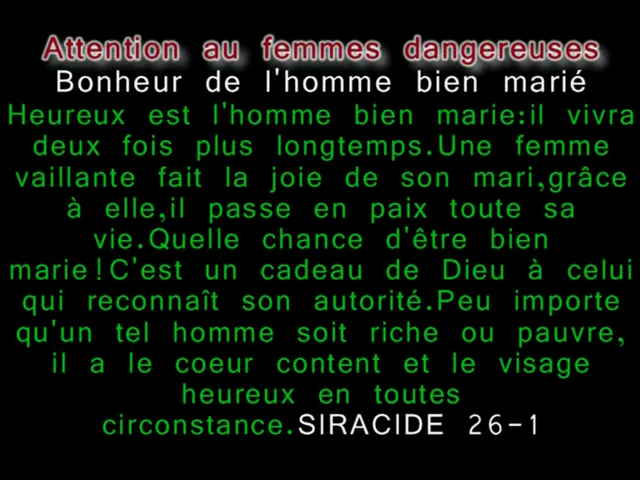 Attention au femmes dangereuses
Bonheur de l'homme bien marié
Heureux est l'homme bien marie:il vivra
deux fois plus longtemps.Une femme
vaillante fait la joie de son mari,grâce
à elle,il passe en paix toute sa
vie.Quelle chance d'être bien
marie!C'est un cadeau de Dieu à celui
qui reconnaît son autorité.Peu importe
qu'un tel homme soit riche ou pauvre,
il a le coeur content et le visage
heureux en toutes
circonstance.SIRACIDE 26-1